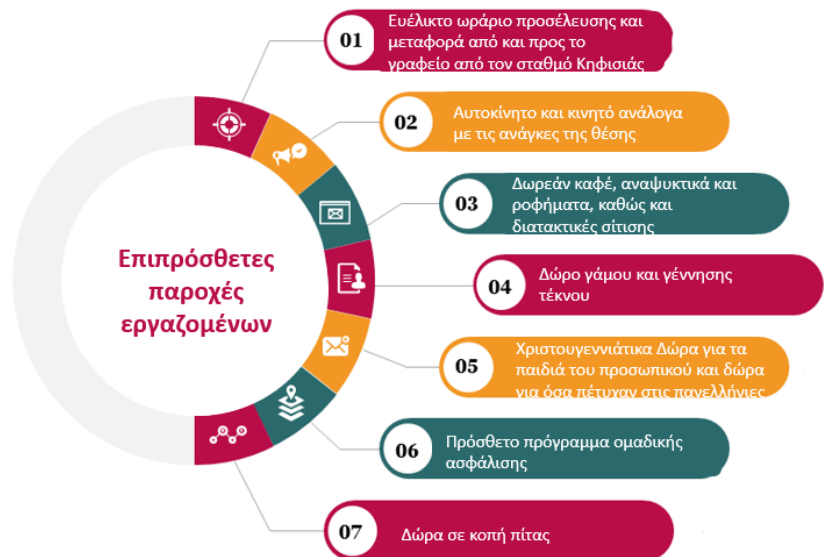 Επιπρόσθετες
παροχές
εργαζομένων
01
Ευέλικτο ωράριο προσέλευσης και
μεταφορά από και προς το
γραφείο από τον σταθμό Κηφισιάς
02
Αυτοκίνητο και κινητό ανάλογα
με τις ανάγκες της θέσης
03
Δωρεάν καφέ, αναψυκτικά και
ροφήματα, καθώς και
διατακτικές σίτισης
04
Δώρο γάμου και γέννησης
τέκνου
05
Χριστουγεννιάτικα Δώρα για τα
παιδιά του προσωπικού και δώρα
για όσα πέτυχαν στις πανελλήνιες
06
Πρόσθετο πρόγραμμα ομαδικής
ασφάλισης
07
Δώρα σε κοπή πίτας